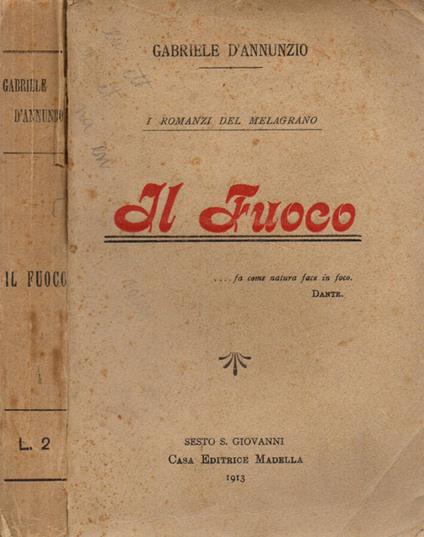 GABRIELE
D'ANNUNZIO
IL FUOCO
L. 2
GABRIELE D'ANNUNZIO
I ROMANZI DEL MELAGRANO
Il Fuoco
....fa come natura face in foco.
DANTE.
SESTO S. GIOVANNI
CASA EDITRICE MADELLA
1913